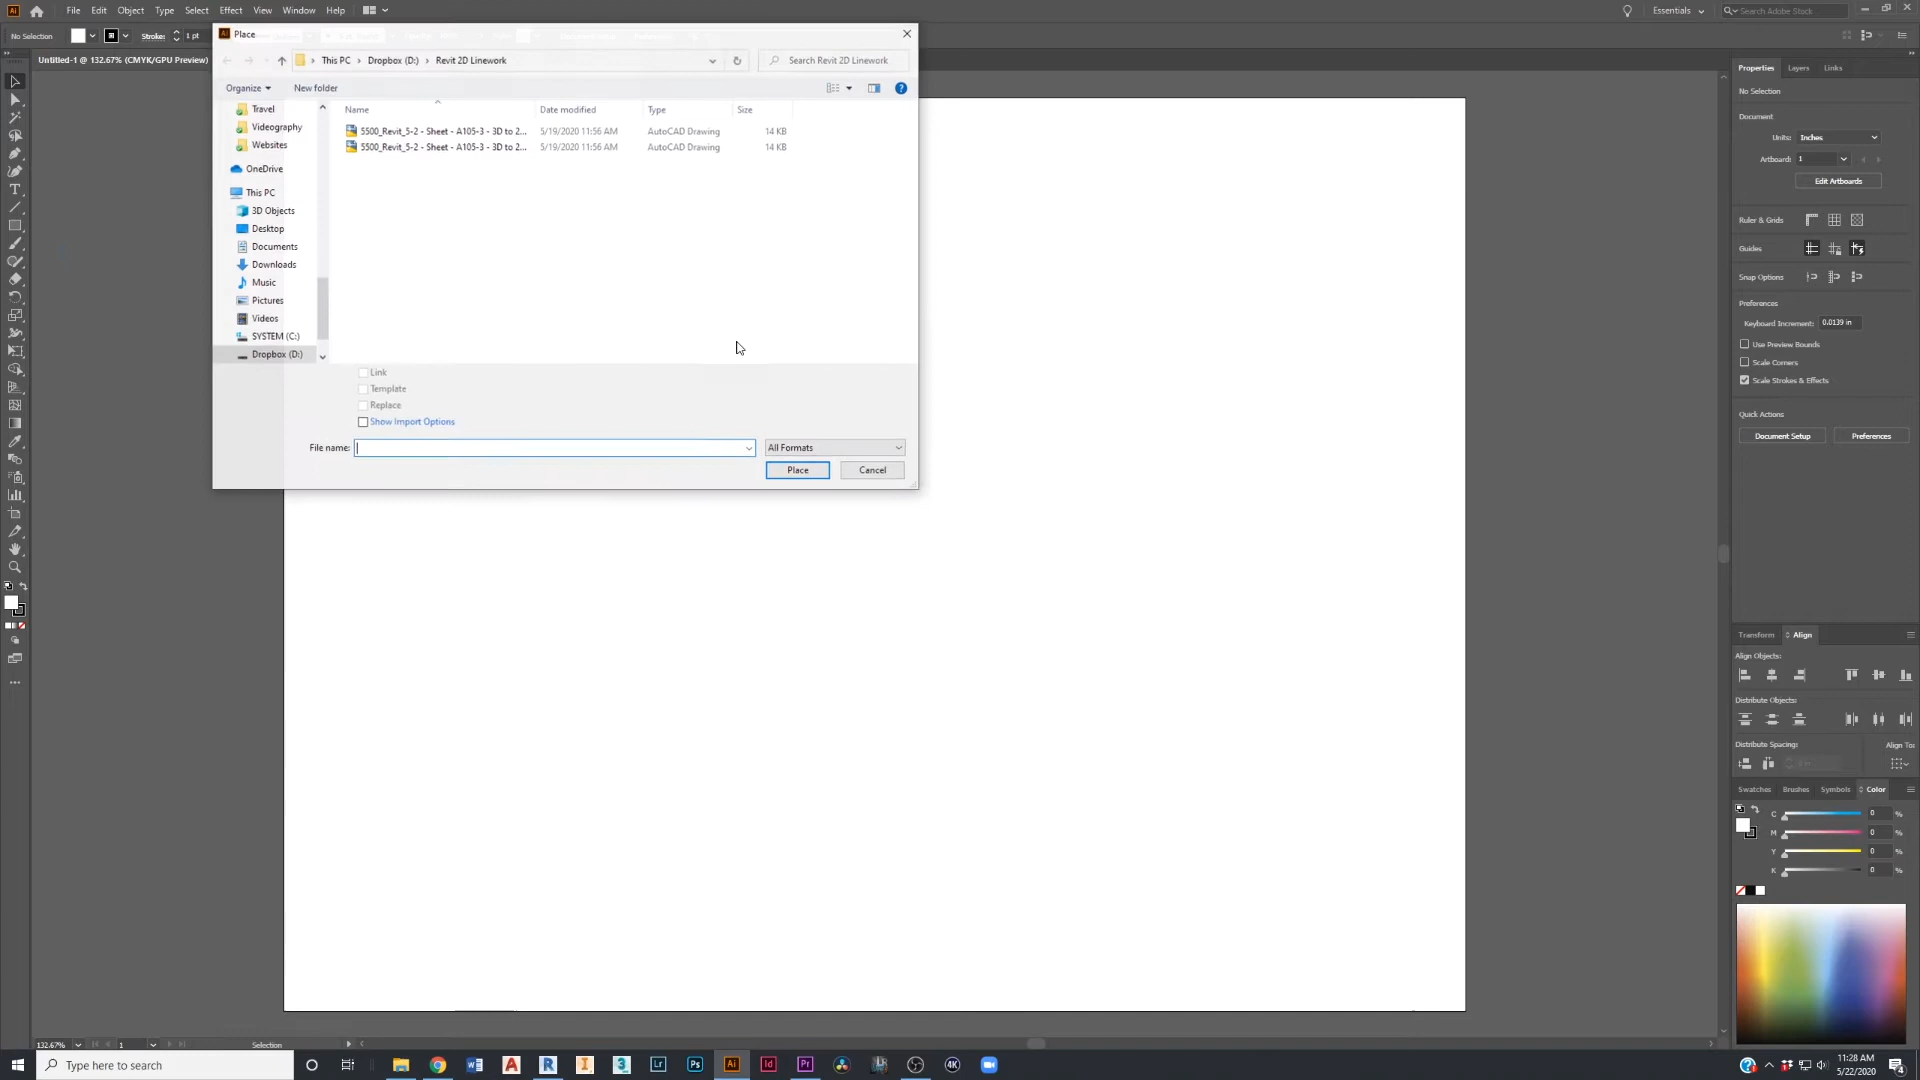 File Edit Object Type Select Effect View Window Help
Essentials
Search Adobe Stock
No Selection
Stroke:
1 pt
Untitled-1 @ 132.67% (CMYK/GPU Preview)
Place
This PC > Dropbox (D:) > Revit 2D Linework
Search Revit 2D Linework
Organize
New folder
Name
Date modified
Type
Size
Travel
Videography
Websites
OneDrive
This PC
3D Objects
Desktop
Documents
Downloads
Music
Pictures
Videos
SYSTEM (C:)
Dropbox (D:)
5500_Revit_5-2 - Sheet - A105-3 - 3D to 2... 5/19/2020 11:56 AM AutoCAD Drawing 14 KB
5500_Revit_5-2 - Sheet - A105-3 - 3D to 2... 5/19/2020 11:56 AM AutoCAD Drawing 14 KB
Link
Template
Replace
Show Import Options
File name:
All Formats
Place
Cancel
Properties
Layers
Links
No Selection
Document
Units: Inches
Artboard: 1
Edit Artboards
Ruler & Grids
Guides
Snap Options
Preferences
Keyboard Increment: 0.0139 in
Use Preview Bounds
Scale Corners
Scale Strokes & Effects
Quick Actions
Document Setup
Preferences
Transform
Align
Align Objects:
Distribute Objects:
Distribute Spacing:
Align To:
Swatches
Brushes
Symbols
Color
C 0 %
M 0 %
Y 0 %
K 0 %
132.67%
1
Selection
Type here to search
11:28 AM
5/22/2020